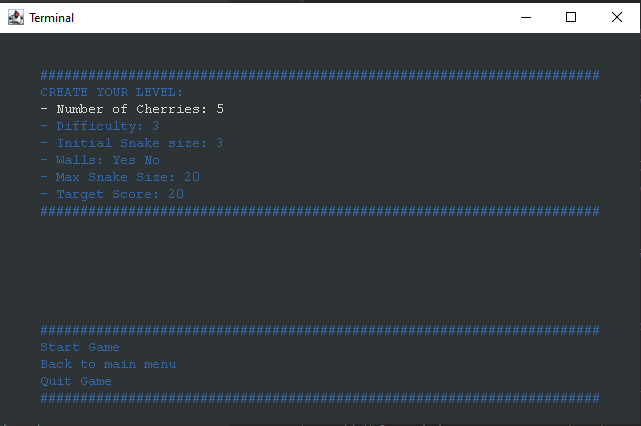 Terminal
######################################################################
CREATE YOUR LEVEL:
- Number of Cherries: 5
- Difficulty: 3
- Initial Snake size: 3
- Walls: Yes No
- Max Snake Size: 20
- Target Score: 20
######################################################################
######################################################################
Start Game
Back to main menu
Quit Game
######################################################################